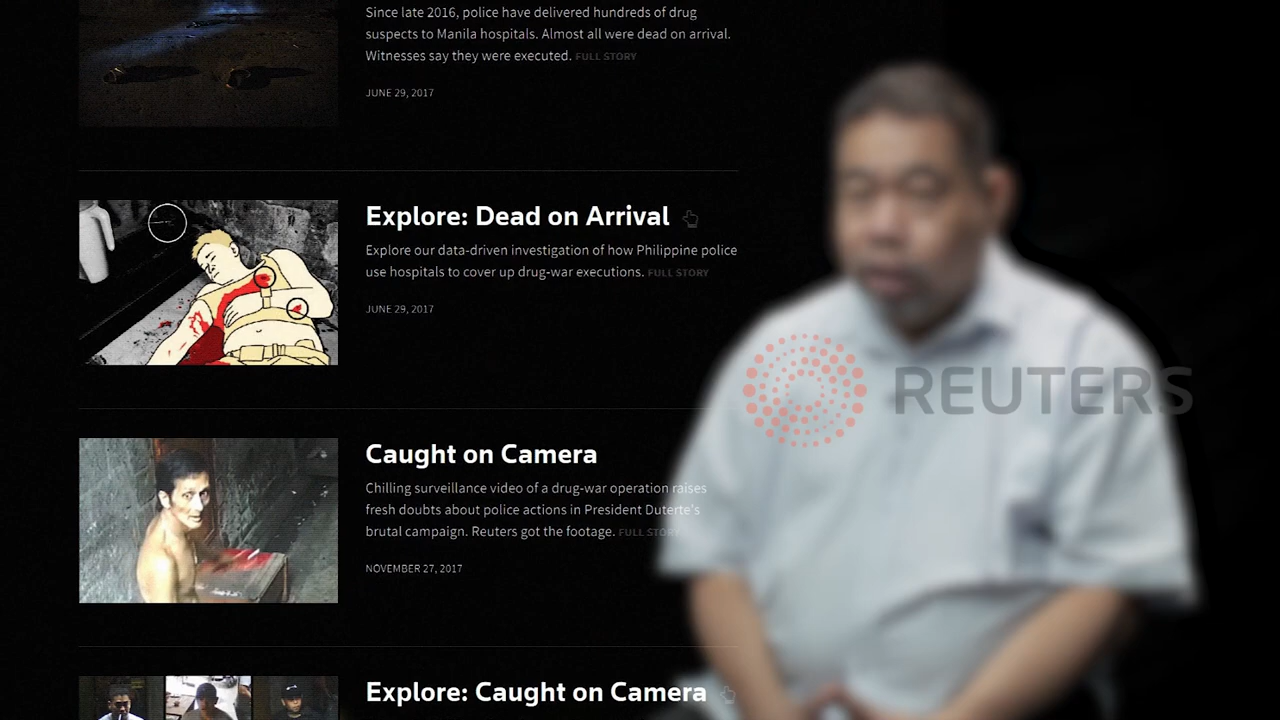 Since late 2016, police have delivered hundreds of drug
suspects to Manila hospitals. Almost all were dead on arrival.
Witnesses say they were executed. FULL STORY
JUNE 29, 2017
Explore: Dead on Arrival
Explore our data-driven investigation of how Philippine police
use hospitals to cover up drug-war executions. FULL STORY
JUNE 29, 2017
Caught on Camera
Chilling surveillance video of a drug-war operation raises
fresh doubts about police actions in President Duterte's
brutal campaign. Reuters got the footage. FULL STORY
NOVEMBER 27, 2017
Explore: Caught on Camera
REUTERS